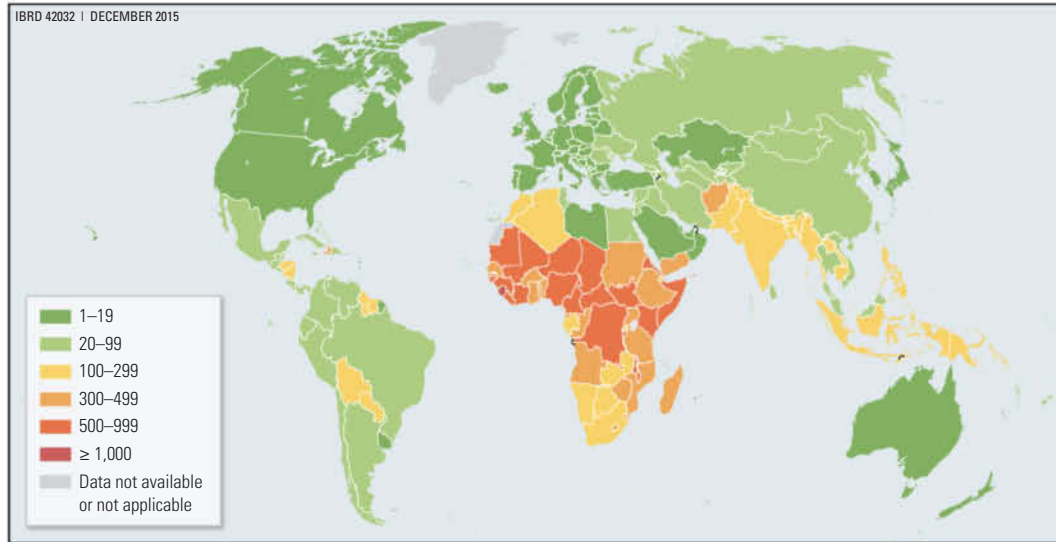 IBRD 42032 | DECEMBER 2015
1–19
20–99
100–299
300–499
500–999
≥ 1,000
Data not available
or not applicable